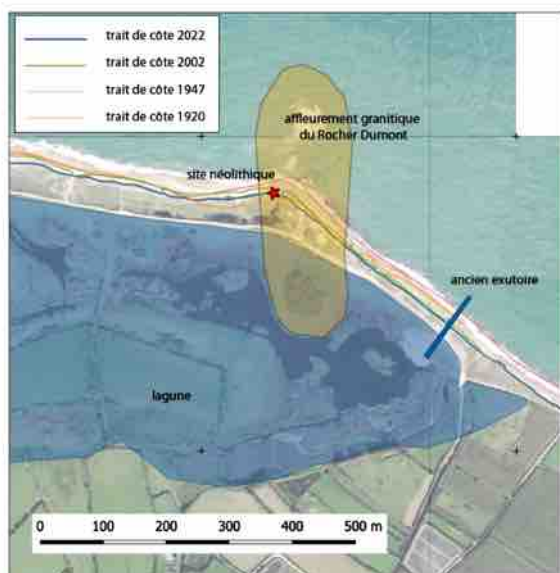 trait de côte 2022
trait de côte 2002
trait de côte 1947
trait de côte 1920
affleurement granitique
du Rocher Dumont
site néolithique
ancien exutoire
lagune
0 100 200 300 400 500 m